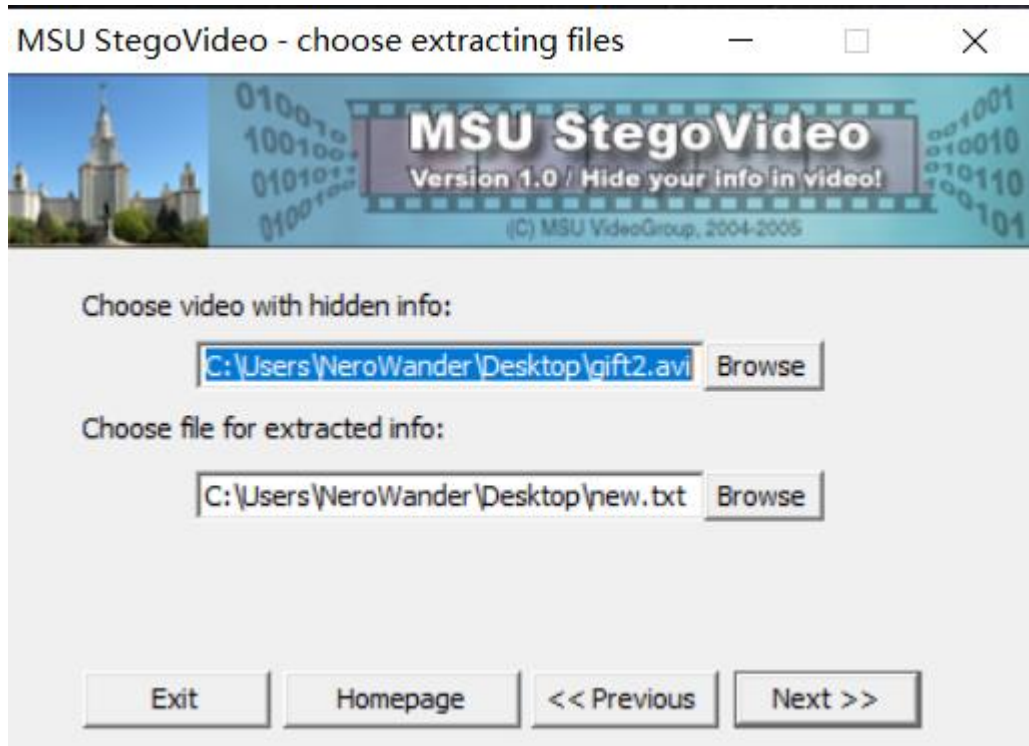 MSU StegoVideo - choose extracting files
MSU StegoVideo
Version 1.0 / Hide your info in video!
(C) MSU VideoGroup, 2004-2005
Choose video with hidden info:
C:\Users\NeroWander\Desktop\gift2.avi Browse
Choose file for extracted info:
C:\Users\NeroWander\Desktop\new.txt Browse
Exit Homepage << Previous Next >>